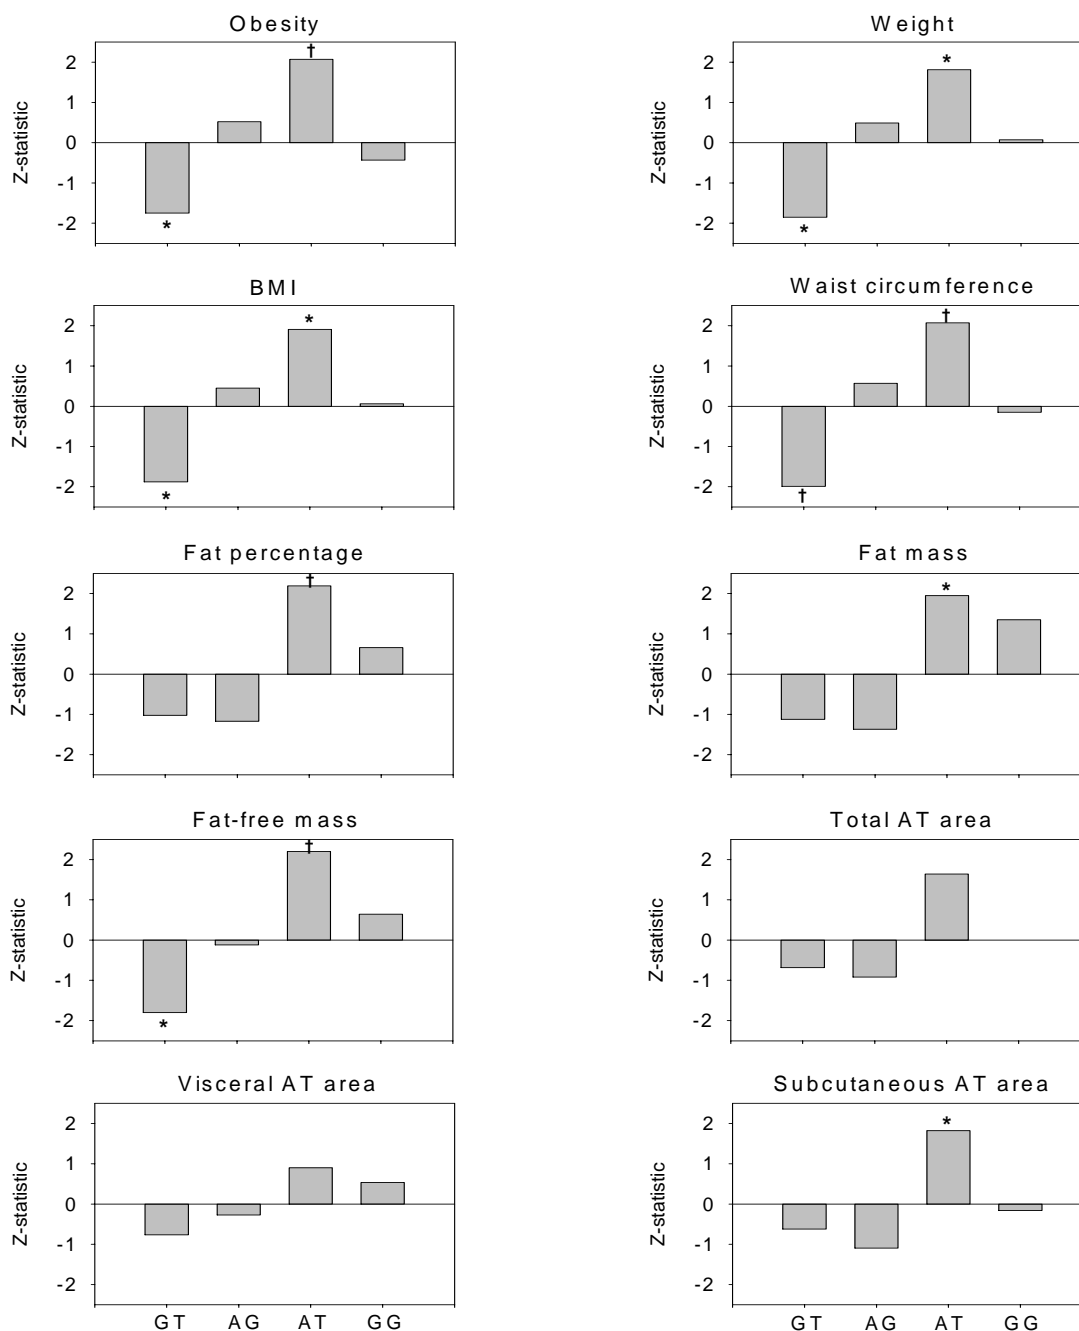 Obesity
Z-statistic
2
1
0
-1
-2
†
*
Weight
Z-statistic
2
1
0
-1
-2
*
*
BMI
Z-statistic
2
1
0
-1
-2
*
*
Waist circumference
Z-statistic
2
1
0
-1
-2
†
†
Fat percentage
Z-statistic
2
1
0
-1
-2
†
Fat mass
Z-statistic
2
1
0
-1
-2
*
Fat-free mass
Z-statistic
2
1
0
-1
-2
†
*
Total AT area
Z-statistic
2
1
0
-1
-2
Visceral AT area
Z-statistic
2
1
0
-1
-2
GT AG AT GG
Subcutaneous AT area
Z-statistic
2
1
0
-1
-2
*
GT AG AT GG